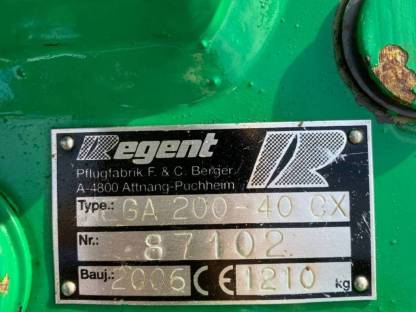 Regent
Pflugfabrik F. & C. Berger
A-4800 Attnang-Puchheim
Type.: GA 200-40 CX
Nr.: 87102
Bauj.: 2006 CE 1210 kg